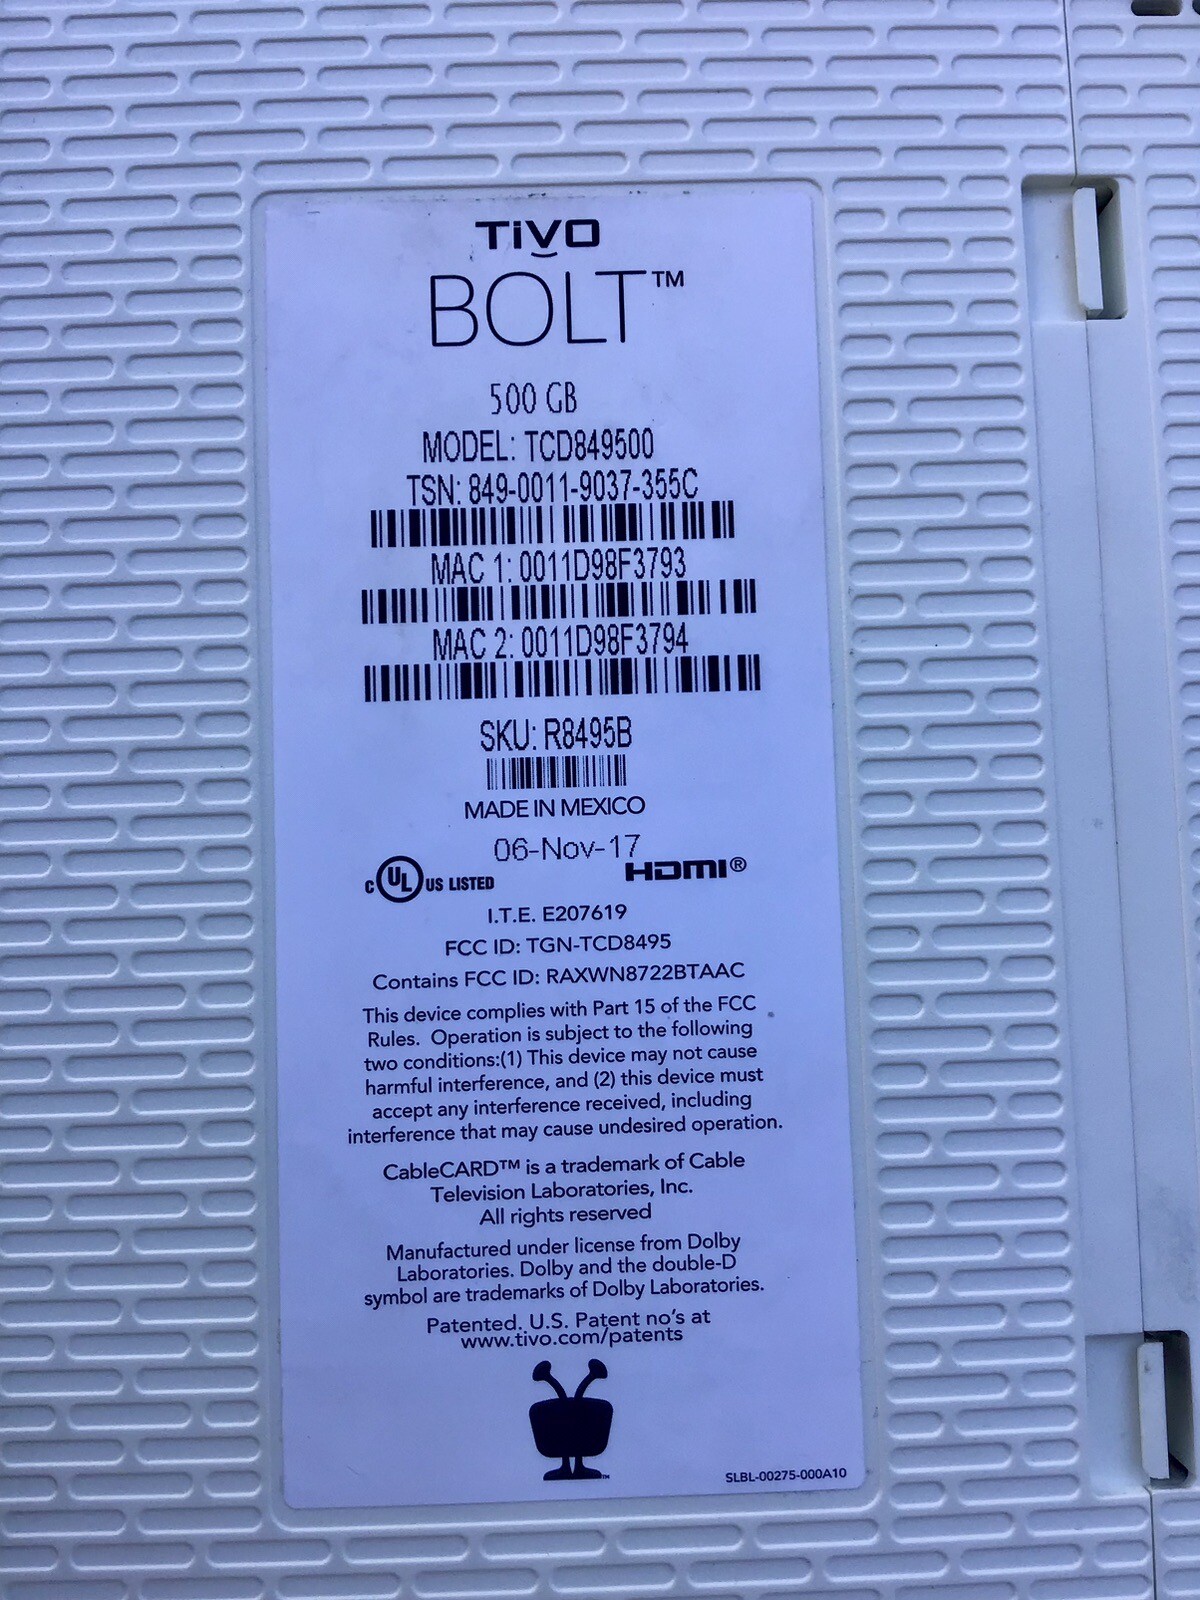 TiVO
BOLT™
500 GB
MODEL: TCD849500
TSN: 849-0011-9037-355C
MAC 1: 0011D98F3793
MAC 2: 0011D98F3794
SKU: R8495B
MADE IN MEXICO
06-Nov-17
c UL US LISTED HDMI®
I.T.E. E207619
FCC ID: TGN-TCD8495
Contains FCC ID: RAXWN8722BTAAC
This device complies with Part 15 of the FCC
Rules. Operation is subject to the following
two conditions:(1) This device may not cause
harmful interference, and (2) this device must
accept any interference received, including
interference that may cause undesired operation.
CableCARD™ is a trademark of Cable
Television Laboratories, Inc.
All rights reserved
Manufactured under license from Dolby
Laboratories. Dolby and the double-D
symbol are trademarks of Dolby Laboratories.
Patented. U.S. Patent no's at
www.tivo.com/patents
TM
SLBL-00275-000A10